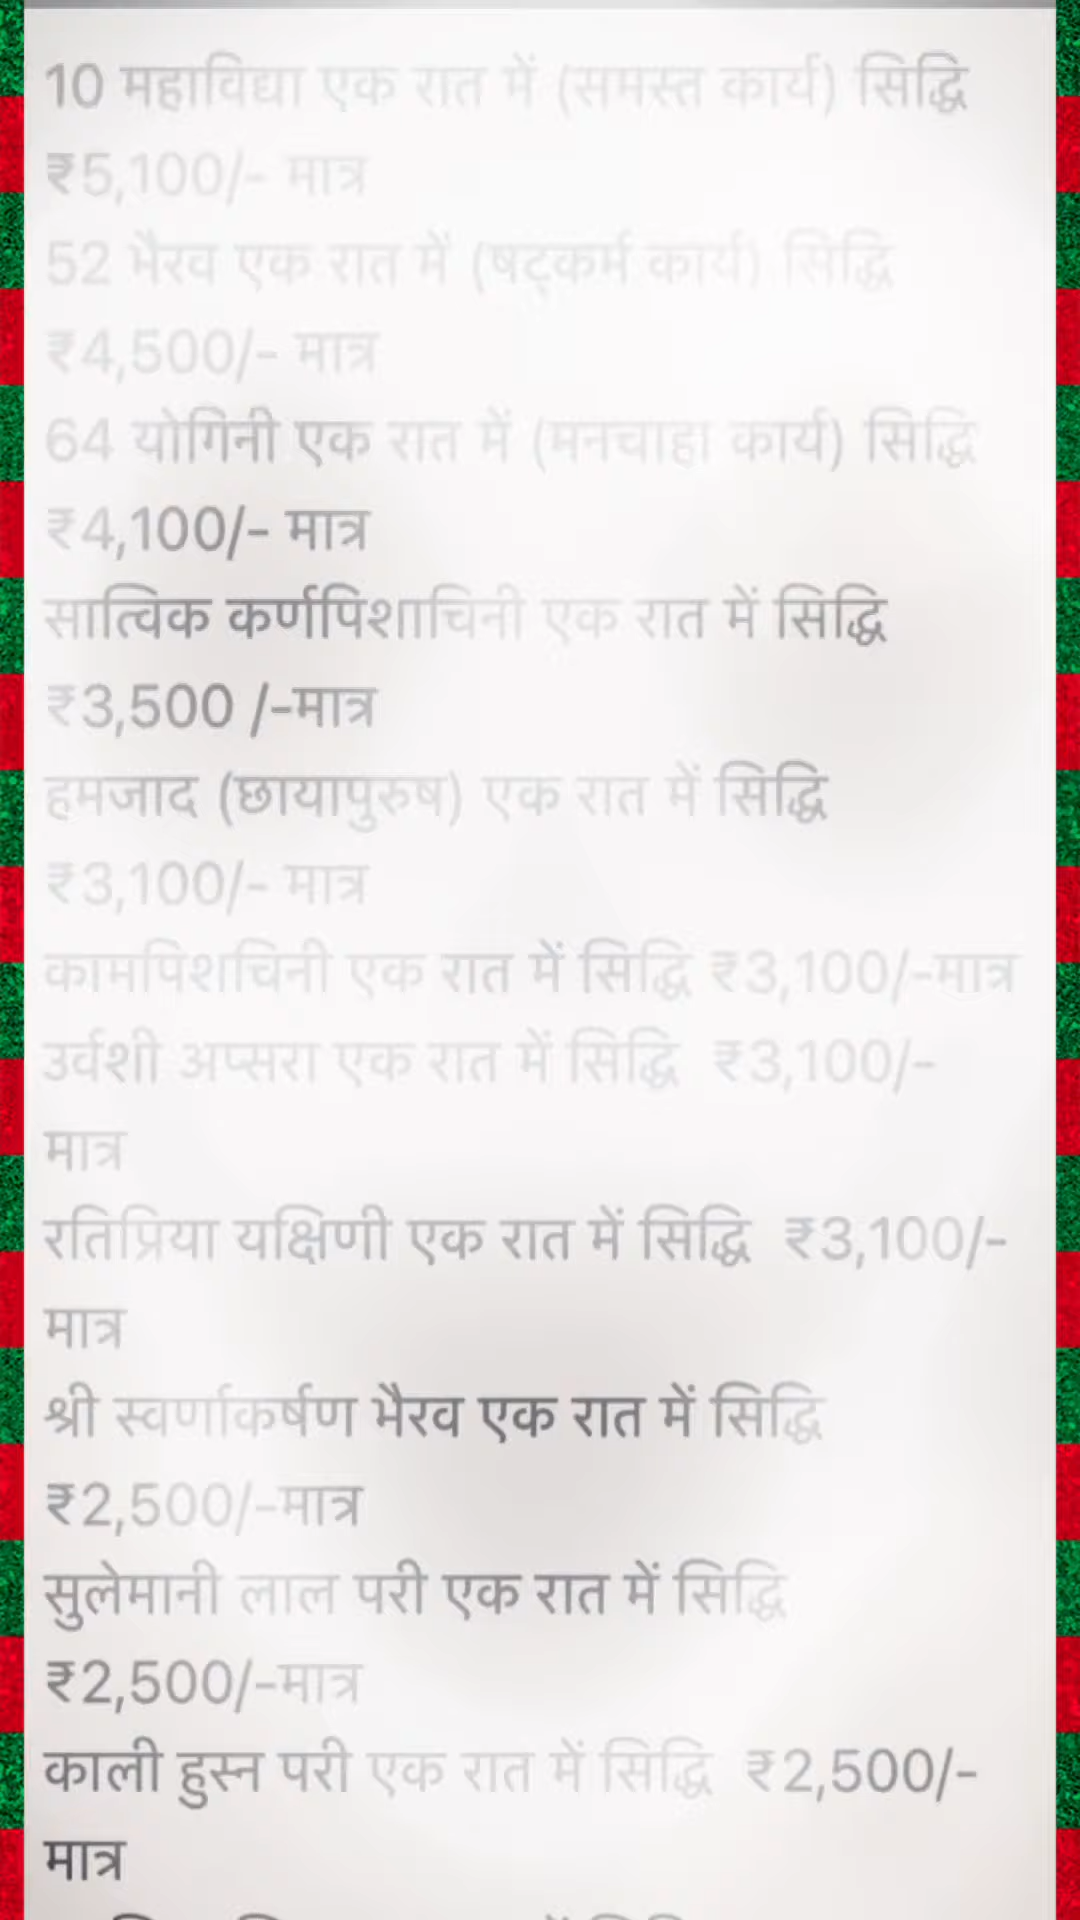 10 महाविद्या एक रात में (समस्त कार्य) सिद्धि
₹5,100/- मात्र
52 भैरव एक रात में (षट्कर्म कार्य) सिद्धि
₹4,500/- मात्र
64 योगिनी एक रात में (मनचाहा कार्य) सिद्धि
₹4,100/- मात्र
सात्विक कर्णपिशाचिनी एक रात में सिद्धि
₹3,500 /-मात्र
हमजाद (छायापुरुष) एक रात में सिद्धि
₹3,100/- मात्र
कामपिशचिनी एक रात में सिद्धि ₹3,100/-मात्र
उर्वशी अप्सरा एक रात में सिद्धि ₹3,100/-
मात्र
रतिप्रिया यक्षिणी एक रात में सिद्धि ₹3,100/-
मात्र
श्री स्वर्णाकर्षण भैरव एक रात में सिद्धि
₹2,500/-मात्र
सुलेमानी लाल परी एक रात में सिद्धि
₹2,500/-मात्र
काली हुस्न परी एक रात में सिद्धि ₹2,500/-
मात्र